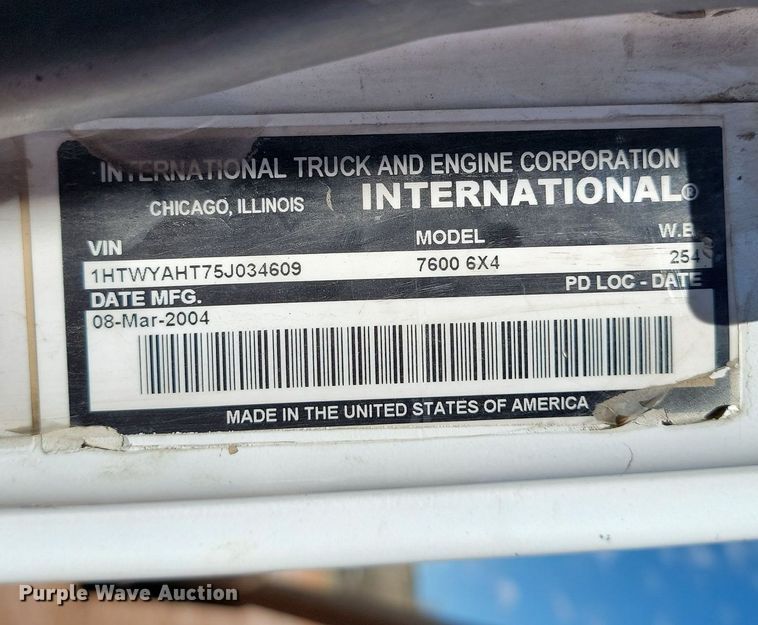 INTERNATIONAL TRUCK AND ENGINE CORPORATION
CHICAGO, ILLINOIS INTERNATIONAL®
VIN MODEL W.B.
1HTWYAHT75J034609 7600 6X4 254
DATE MFG. PD LOC - DATE
08-Mar-2004
MADE IN THE UNITED STATES OF AMERICA
Purple Wave Auction